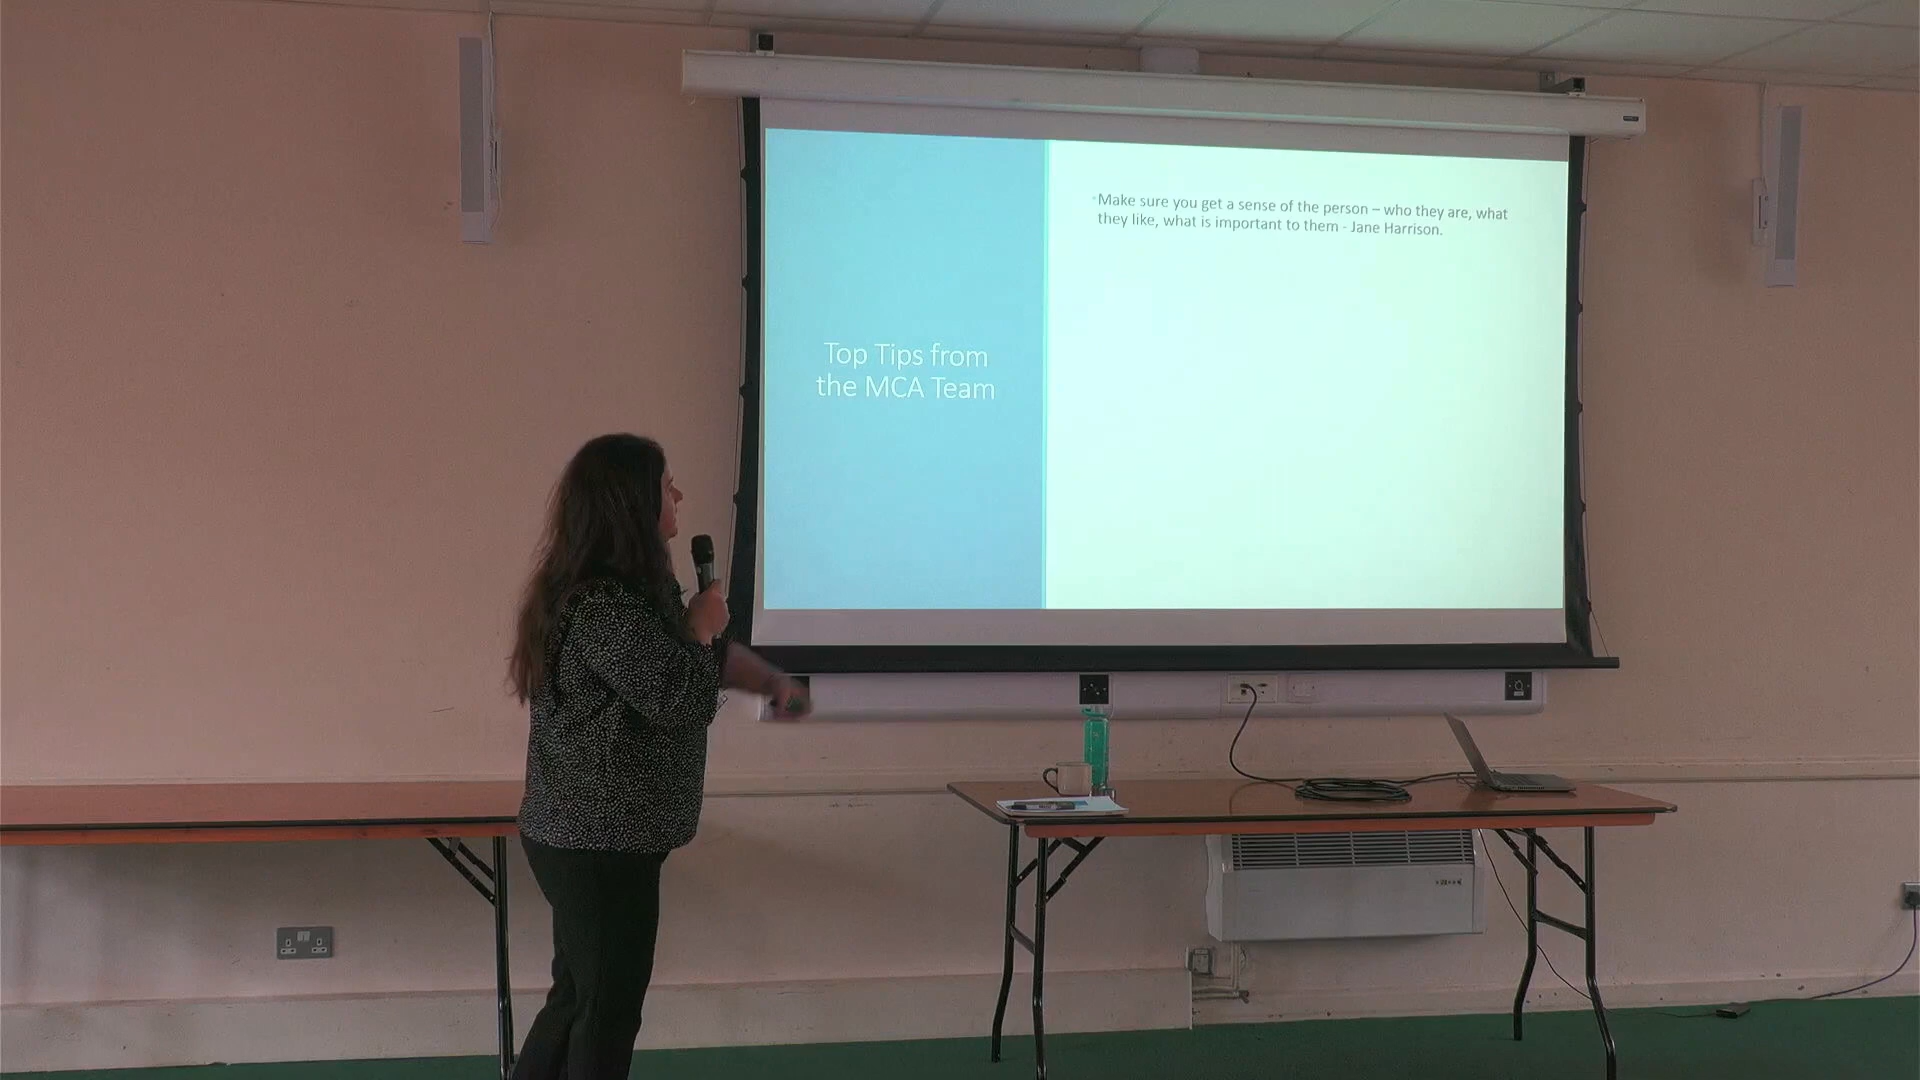 Top Tips from
the MCA Team
Make sure you get a sense of the person – who they are, what
they like, what is important to them - Jane Harrison.